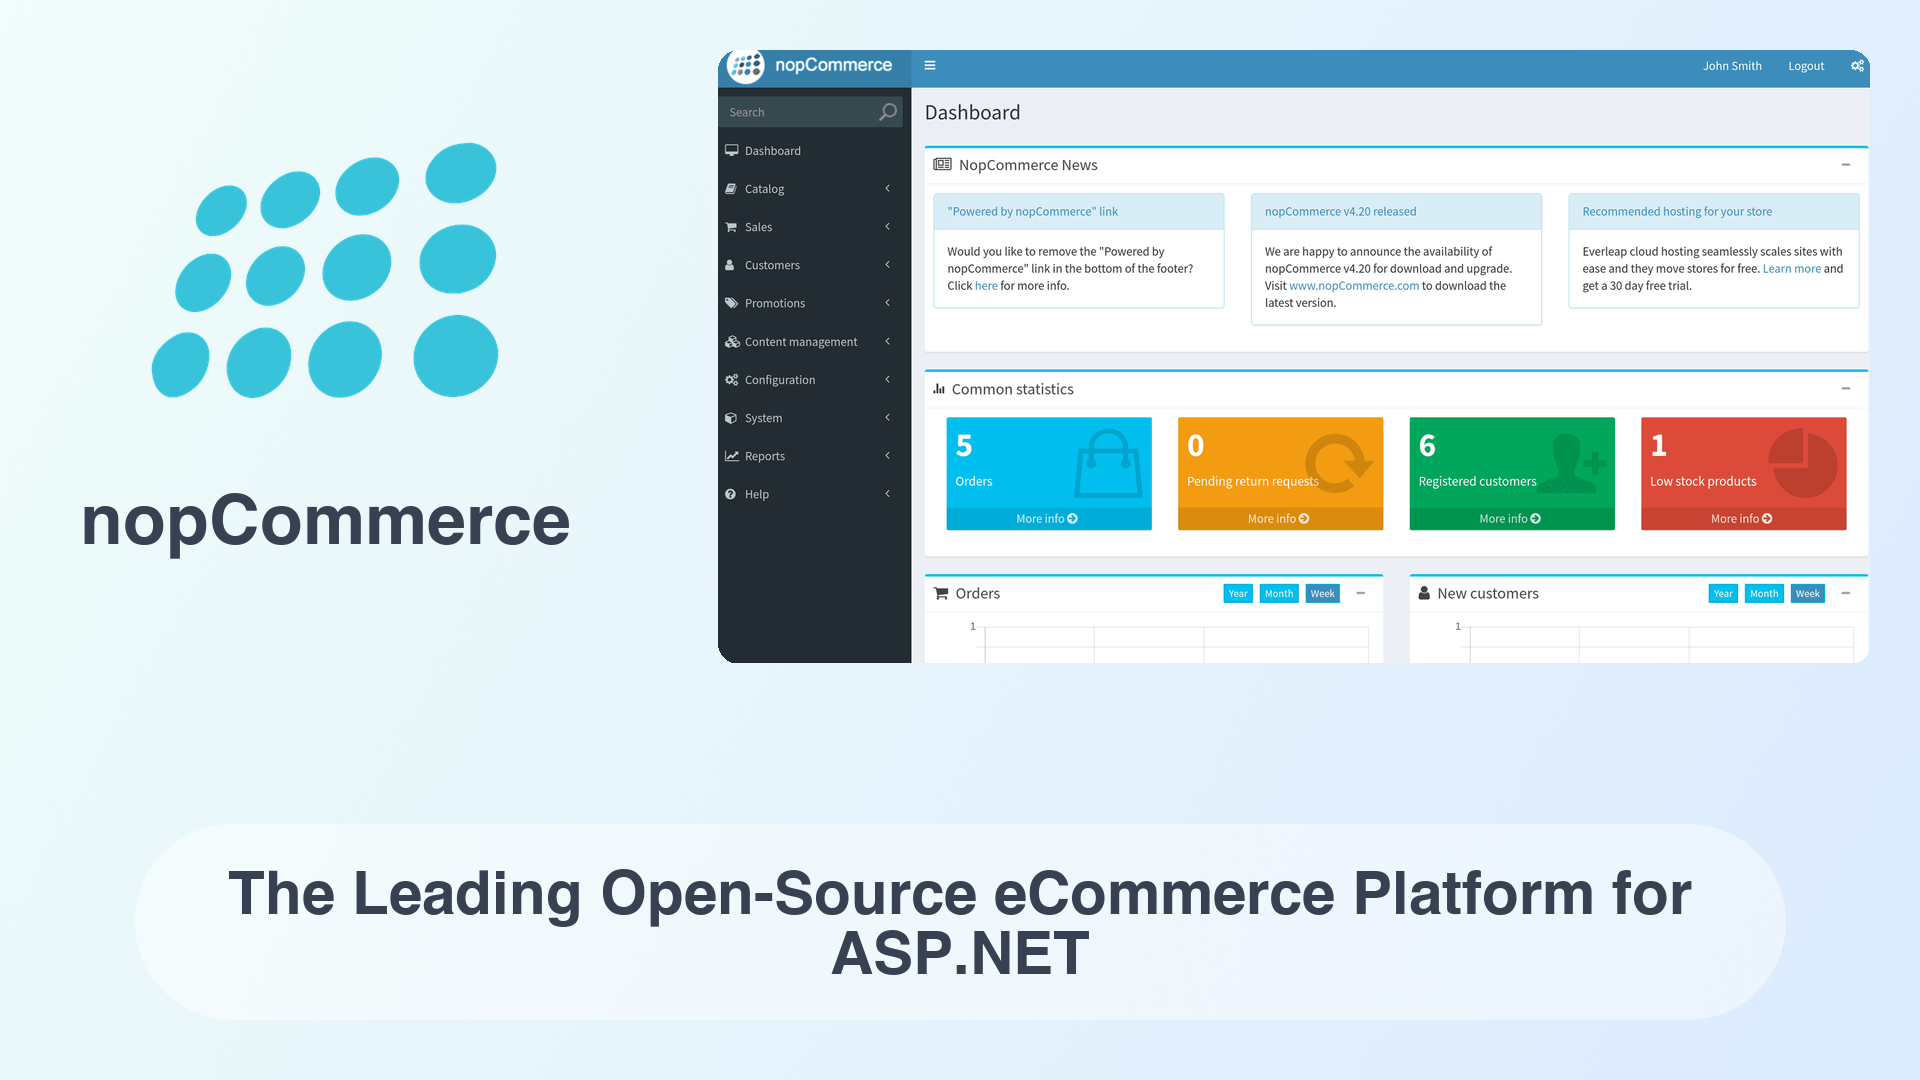 nopCommerce
nopCommerce
John Smith
Logout
Search
Dashboard
Catalog
Sales
Customers
Promotions
Content management
Configuration
System
Reports
Help
Dashboard
NopCommerce News
"Powered by nopCommerce" link
Would you like to remove the "Powered by
nopCommerce" link in the bottom of the footer?
Click here for more info.
nopCommerce v4.20 released
We are happy to announce the availability of
nopCommerce v4.20 for download and upgrade.
Visit www.nopCommerce.com to download the
latest version.
Recommended hosting for your store
Everleap cloud hosting seamlessly scales sites with
ease and they move stores for free. Learn more and
get a 30 day free trial.
Common statistics
5
Orders
More info
0
Pending return requests
More info
6
Registered customers
More info
1
Low stock products
More info
Orders
Year
Month
Week
1
New customers
Year
Month
Week
1
The Leading Open-Source eCommerce Platform for
ASP.NET